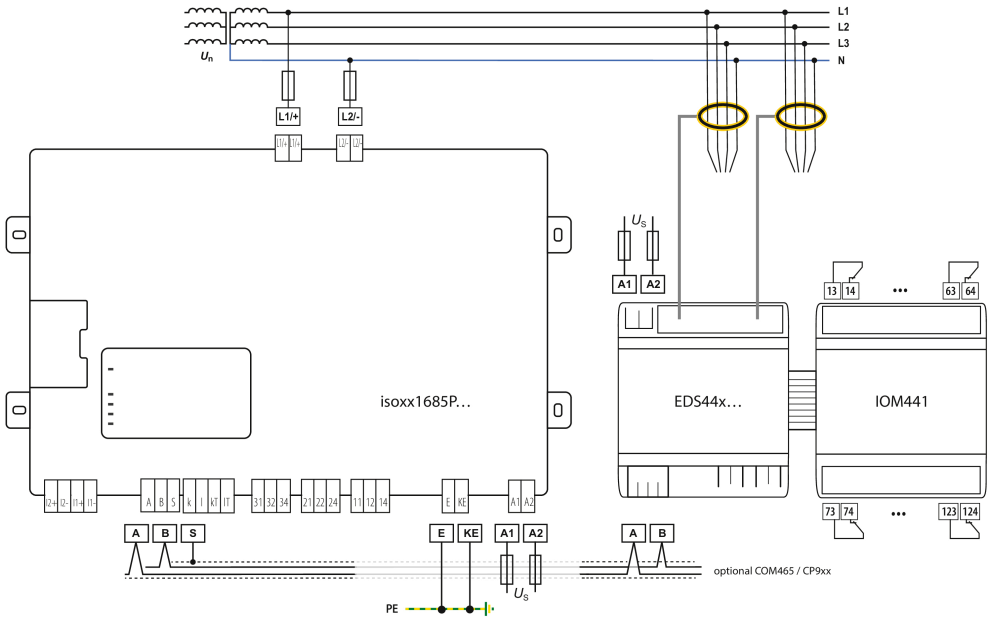 L1
L2
L3
N
Un
L1/+ L2/-
L1/+ L1/+ L2/- L2/-
US
A1 A2
13 14 ... 63 64
isoxx1685P...
EDS44x...
IOM441
I2+ I2- I1+ I1- A B S k l kT lT 31 32 34 21 22 24 11 12 14 E KE A1 A2
73 74 ... 123 124
A B S E KE A1 A2 A B
optional COM465 / CP9xx
US
PE